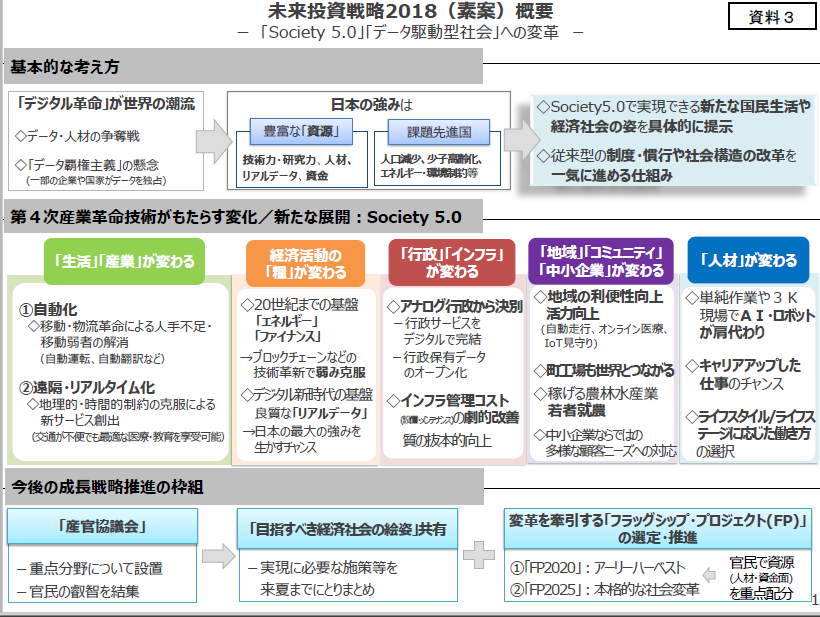 未来投資戦略2018（素案）概要
資料３
－ 「Society 5.0」「データ駆動型社会」への変革 －
基本的な考え方
「デジタル革命」が世界の潮流
◇データ・人材の争奪戦
◇「データ覇権主義」の懸念
（一部の企業や国家がデータを独占）
日本の強みは
豊富な「資源」
技術力・研究力、人材、
リアルデータ、資金
課題先進国
人口減少、少子高齢化、
エネルギー・環境制約等
◇Society5.0で実現できる新たな国民生活や
経済社会の姿を具体的に提示
◇従来型の制度・慣行や社会構造の改革を
一気に進める仕組み
第４次産業革命技術がもたらす変化／新たな展開：Society 5.0
「生活」「産業」が変わる
①自動化
◇移動・物流革命による人手不足・
移動弱者の解消
（自動運転、自動翻訳など）
②遠隔・リアルタイム化
◇地理的・時間的制約の克服による
新サービス創出
（交通が不便でも最適な医療・教育を享受可能）
経済活動の
「糧」が変わる
◇20世紀までの基盤
「エネルギー」
「ファイナンス」
→ブロックチェーンなどの
技術革新で弱み克服
◇デジタル新時代の基盤
良質な「リアルデータ」
→日本の最大の強みを
生かすチャンス
「行政」「インフラ」
が変わる
◇アナログ行政から決別
－行政サービスを
デジタルで完結
－行政保有データ
のオープン化
◇インフラ管理コスト
（設置・メンテナンス）の劇的改善
質の抜本的向上
「地域」「コミュニティ」
「中小企業」が変わる
◇地域の利便性向上
活力向上
（自動走行、オンライン医療、
IoT見守り）
◇町工場も世界とつながる
◇稼げる農林水産業
若者就農
◇中小企業ならではの
多様な顧客ニーズへの対応
「人材」が変わる
◇単純作業や３Ｋ
現場でＡＩ・ロボット
が肩代わり
◇キャリアアップした
仕事のチャンス
◇ライフスタイル/ライフス
テージに応じた働き方
の選択
今後の成長戦略推進の枠組
「産官協議会」
－重点分野について設置
－官民の叡智を結集
「目指すべき経済社会の絵姿」共有
－実現に必要な施策等を
来夏までにとりまとめ
変革を牽引する「フラッグシップ・プロジェクト(FP)」
の選定・推進
①「FP2020」：アーリーハーベスト
②「FP2025」：本格的な社会変革
官民で資源
（人材・資金面）
を重点配分
1